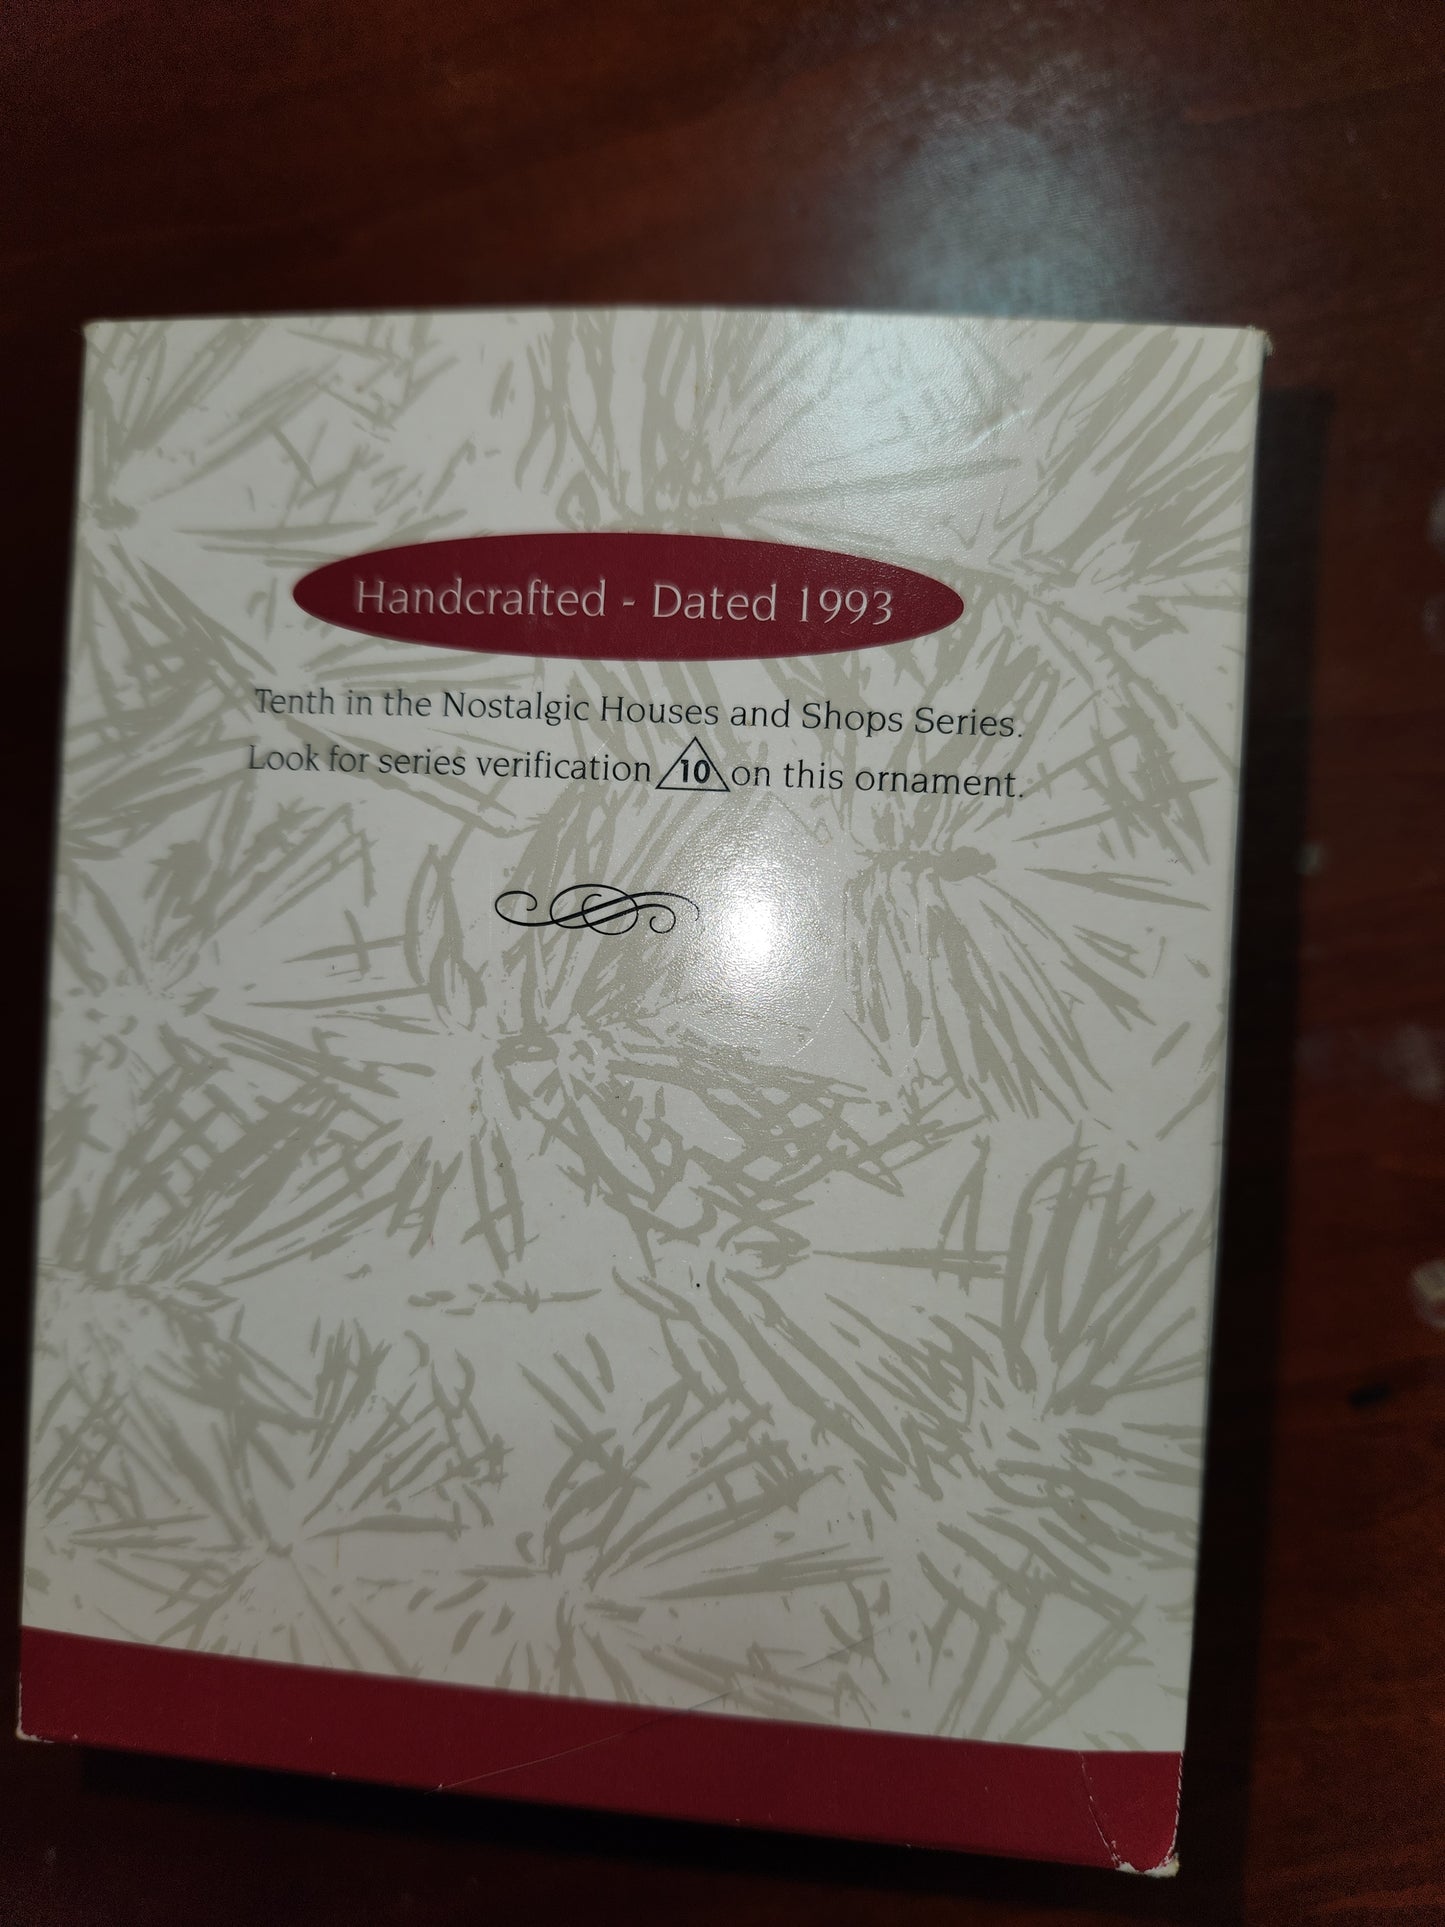 Handcrafted - Dated 1993
Tenth in the Nostalgic Houses and Shops Series.
Look for series verification 10 on this ornament.